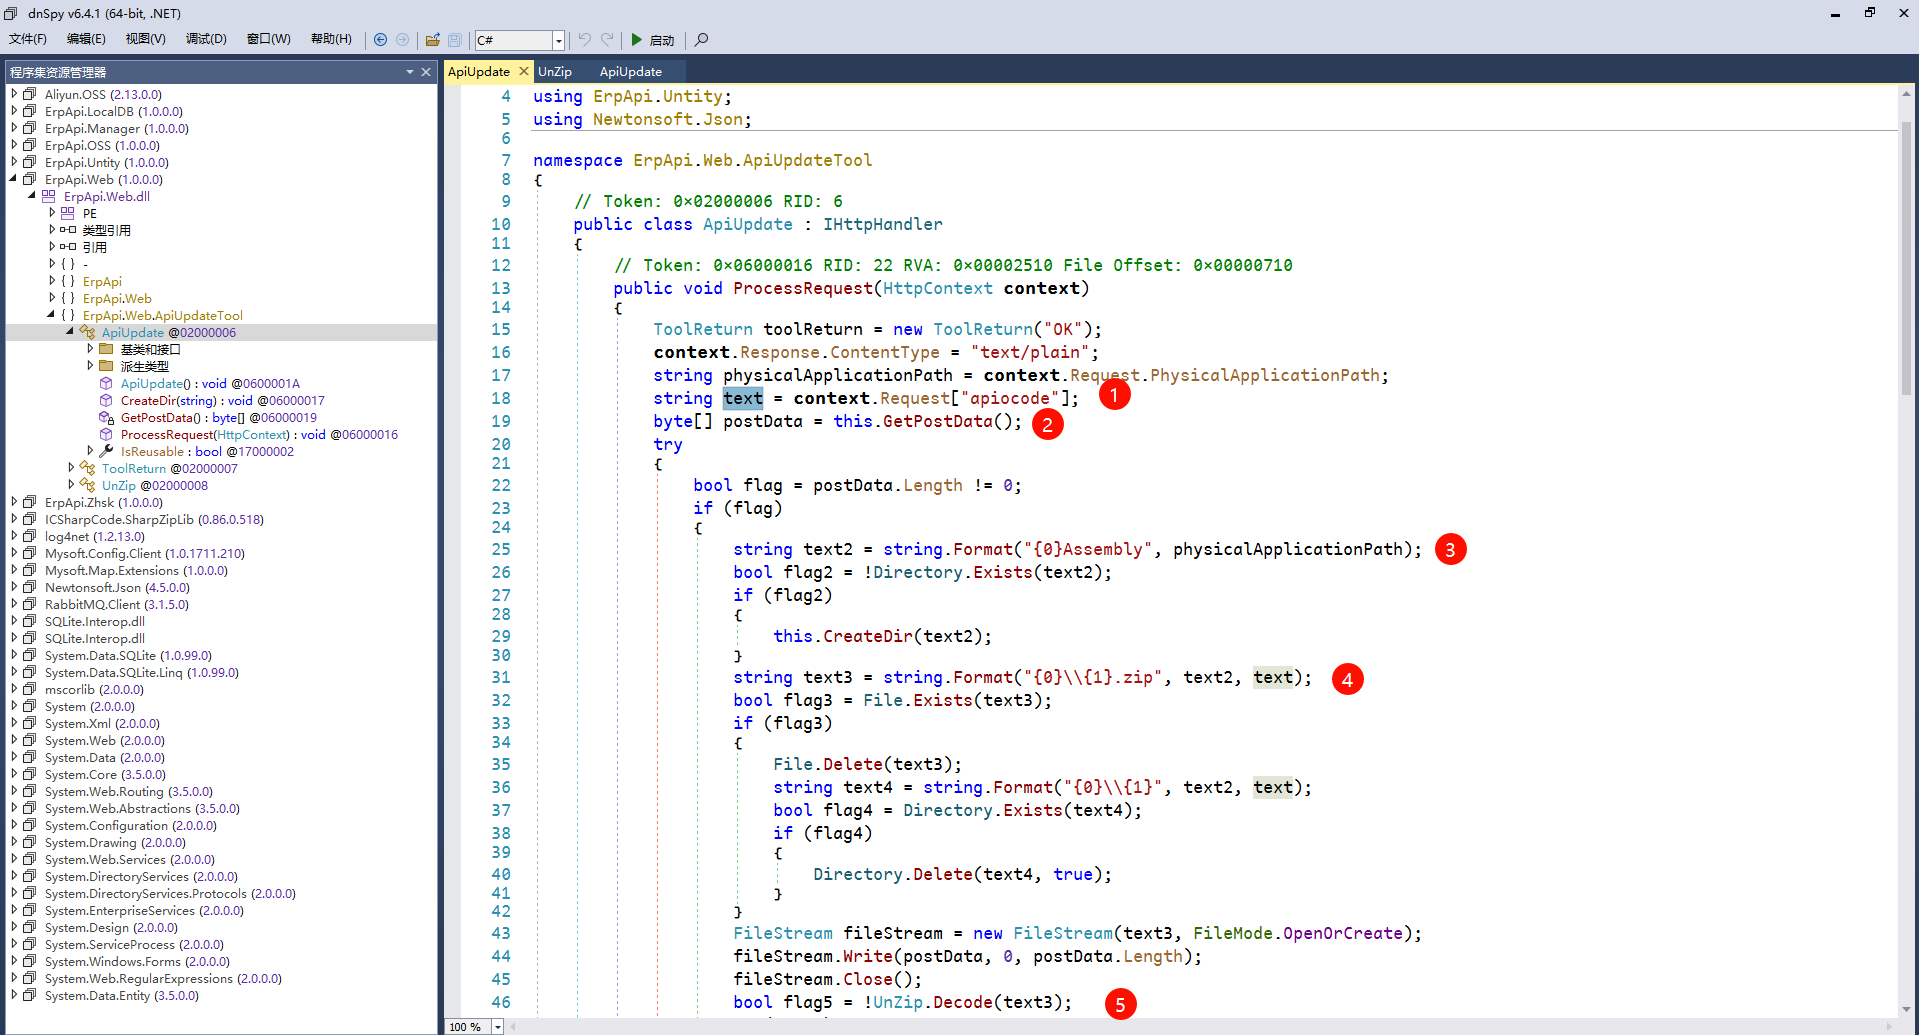 dnSpy v6.4.1 (64-bit, .NET)
文件(F) 编辑(E) 视图(V) 调试(D) 窗口(W) 帮助(H) C# 启动
程序集资源管理器
Aliyun.OSS (2.13.0.0)
ErpApi.LocalDB (1.0.0.0)
ErpApi.Manager (1.0.0.0)
ErpApi.OSS (1.0.0.0)
ErpApi.Untity (1.0.0.0)
ErpApi.Web (1.0.0.0)
ErpApi.Web.dll
PE
类型引用
引用
{ } -
{ } ErpApi
{ } ErpApi.Web
{ } ErpApi.Web.ApiUpdateTool
ApiUpdate @02000006
基类和接口
派生类型
ApiUpdate() : void @0600001A
CreateDir(string) : void @06000017
GetPostData() : byte[] @06000019
ProcessRequest(HttpContext) : void @06000016
IsReusable : bool @17000002
ToolReturn @02000007
UnZip @02000008
ErpApi.Zhsk (1.0.0.0)
ICSharpCode.SharpZipLib (0.86.0.518)
log4net (1.2.13.0)
Mysoft.Config.Client (1.0.1711.210)
Mysoft.Map.Extensions (1.0.0.0)
Newtonsoft.Json (4.5.0.0)
RabbitMQ.Client (3.1.5.0)
SQLite.Interop.dll
SQLite.Interop.dll
System.Data.SQLite (1.0.99.0)
System.Data.SQLite.Linq (1.0.99.0)
mscorlib (2.0.0.0)
System (2.0.0.0)
System.Xml (2.0.0.0)
System.Web (2.0.0.0)
System.Data (2.0.0.0)
System.Core (3.5.0.0)
System.Web.Routing (3.5.0.0)
System.Web.Abstractions (3.5.0.0)
System.Configuration (2.0.0.0)
System.Drawing (2.0.0.0)
System.Web.Services (2.0.0.0)
System.DirectoryServices (2.0.0.0)
System.DirectoryServices.Protocols (2.0.0.0)
System.EnterpriseServices (2.0.0.0)
System.Design (2.0.0.0)
System.ServiceProcess (2.0.0.0)
System.Windows.Forms (2.0.0.0)
System.Web.RegularExpressions (2.0.0.0)
System.Data.Entity (3.5.0.0)
ApiUpdate UnZip ApiUpdate
4 using ErpApi.Untity;
5 using Newtonsoft.Json;
6
7 namespace ErpApi.Web.ApiUpdateTool
8 {
9 // Token: 0x02000006 RID: 6
10 public class ApiUpdate : IHttpHandler
11 {
12 // Token: 0x06000016 RID: 22 RVA: 0x00002510 File Offset: 0x00000710
13 public void ProcessRequest(HttpContext context)
14 {
15 ToolReturn toolReturn = new ToolReturn("OK");
16 context.Response.ContentType = "text/plain";
17 string physicalApplicationPath = context.Request.PhysicalApplicationPath;
18 string text = context.Request["apiocode"]; 1
19 byte[] postData = this.GetPostData(); 2
20 try
21 {
22 bool flag = postData.Length != 0;
23 if (flag)
24 {
25 string text2 = string.Format("{0}Assembly", physicalApplicationPath); 3
26 bool flag2 = !Directory.Exists(text2);
27 if (flag2)
28 {
29 this.CreateDir(text2);
30 }
31 string text3 = string.Format("{0}\\{1}.zip", text2, text); 4
32 bool flag3 = File.Exists(text3);
33 if (flag3)
34 {
35 File.Delete(text3);
36 string text4 = string.Format("{0}\\{1}", text2, text);
37 bool flag4 = Directory.Exists(text4);
38 if (flag4)
39 {
40 Directory.Delete(text4, true);
41 }
42 }
43 FileStream fileStream = new FileStream(text3, FileMode.OpenOrCreate);
44 fileStream.Write(postData, 0, postData.Length);
45 fileStream.Close();
46 bool flag5 = !UnZip.Decode(text3); 5
100 %